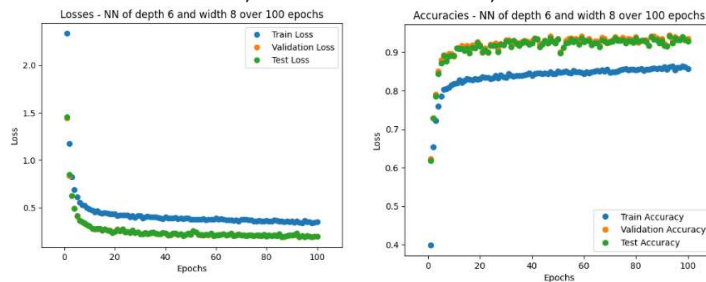 Losses - NN of depth 6 and width 8 over 100 epochs
Train Loss
Validation Loss
Test Loss
2.0
1.5
1.0
0.5
Loss
0
20
40
60
80
100
Epochs
Accuracies - NN of depth 6 and width 8 over 100 epochs
0.9
0.8
0.7
0.6
0.5
0.4
Loss
Train Accuracy
Validation Accuracy
Test Accuracy
0
20
40
60
80
100
Epochs